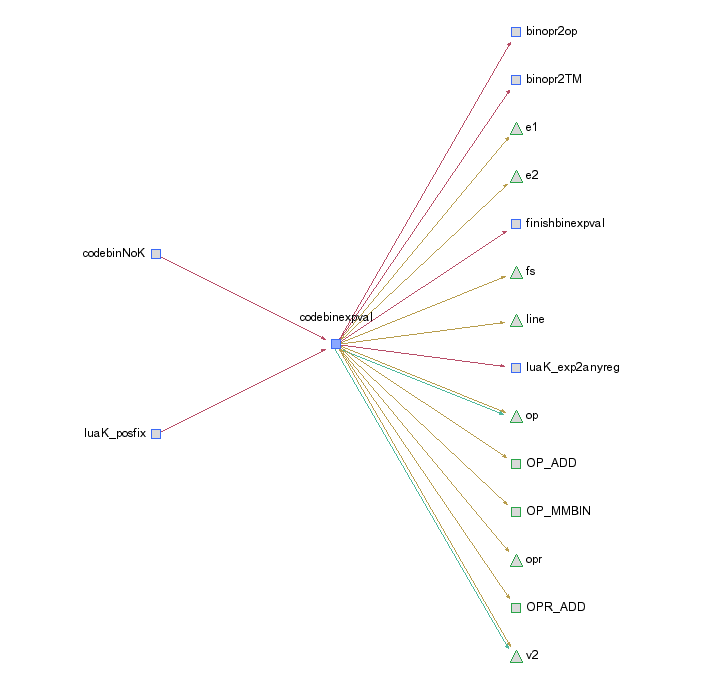 binopr2op
binopr2TM
e1
e2
finishbinexpval
codebinNoK
fs
codebinexpval
line
luaK_exp2anyreg
op
luaK_posfix
OP_ADD
OP_MMBIN
opr
OPR_ADD
v2